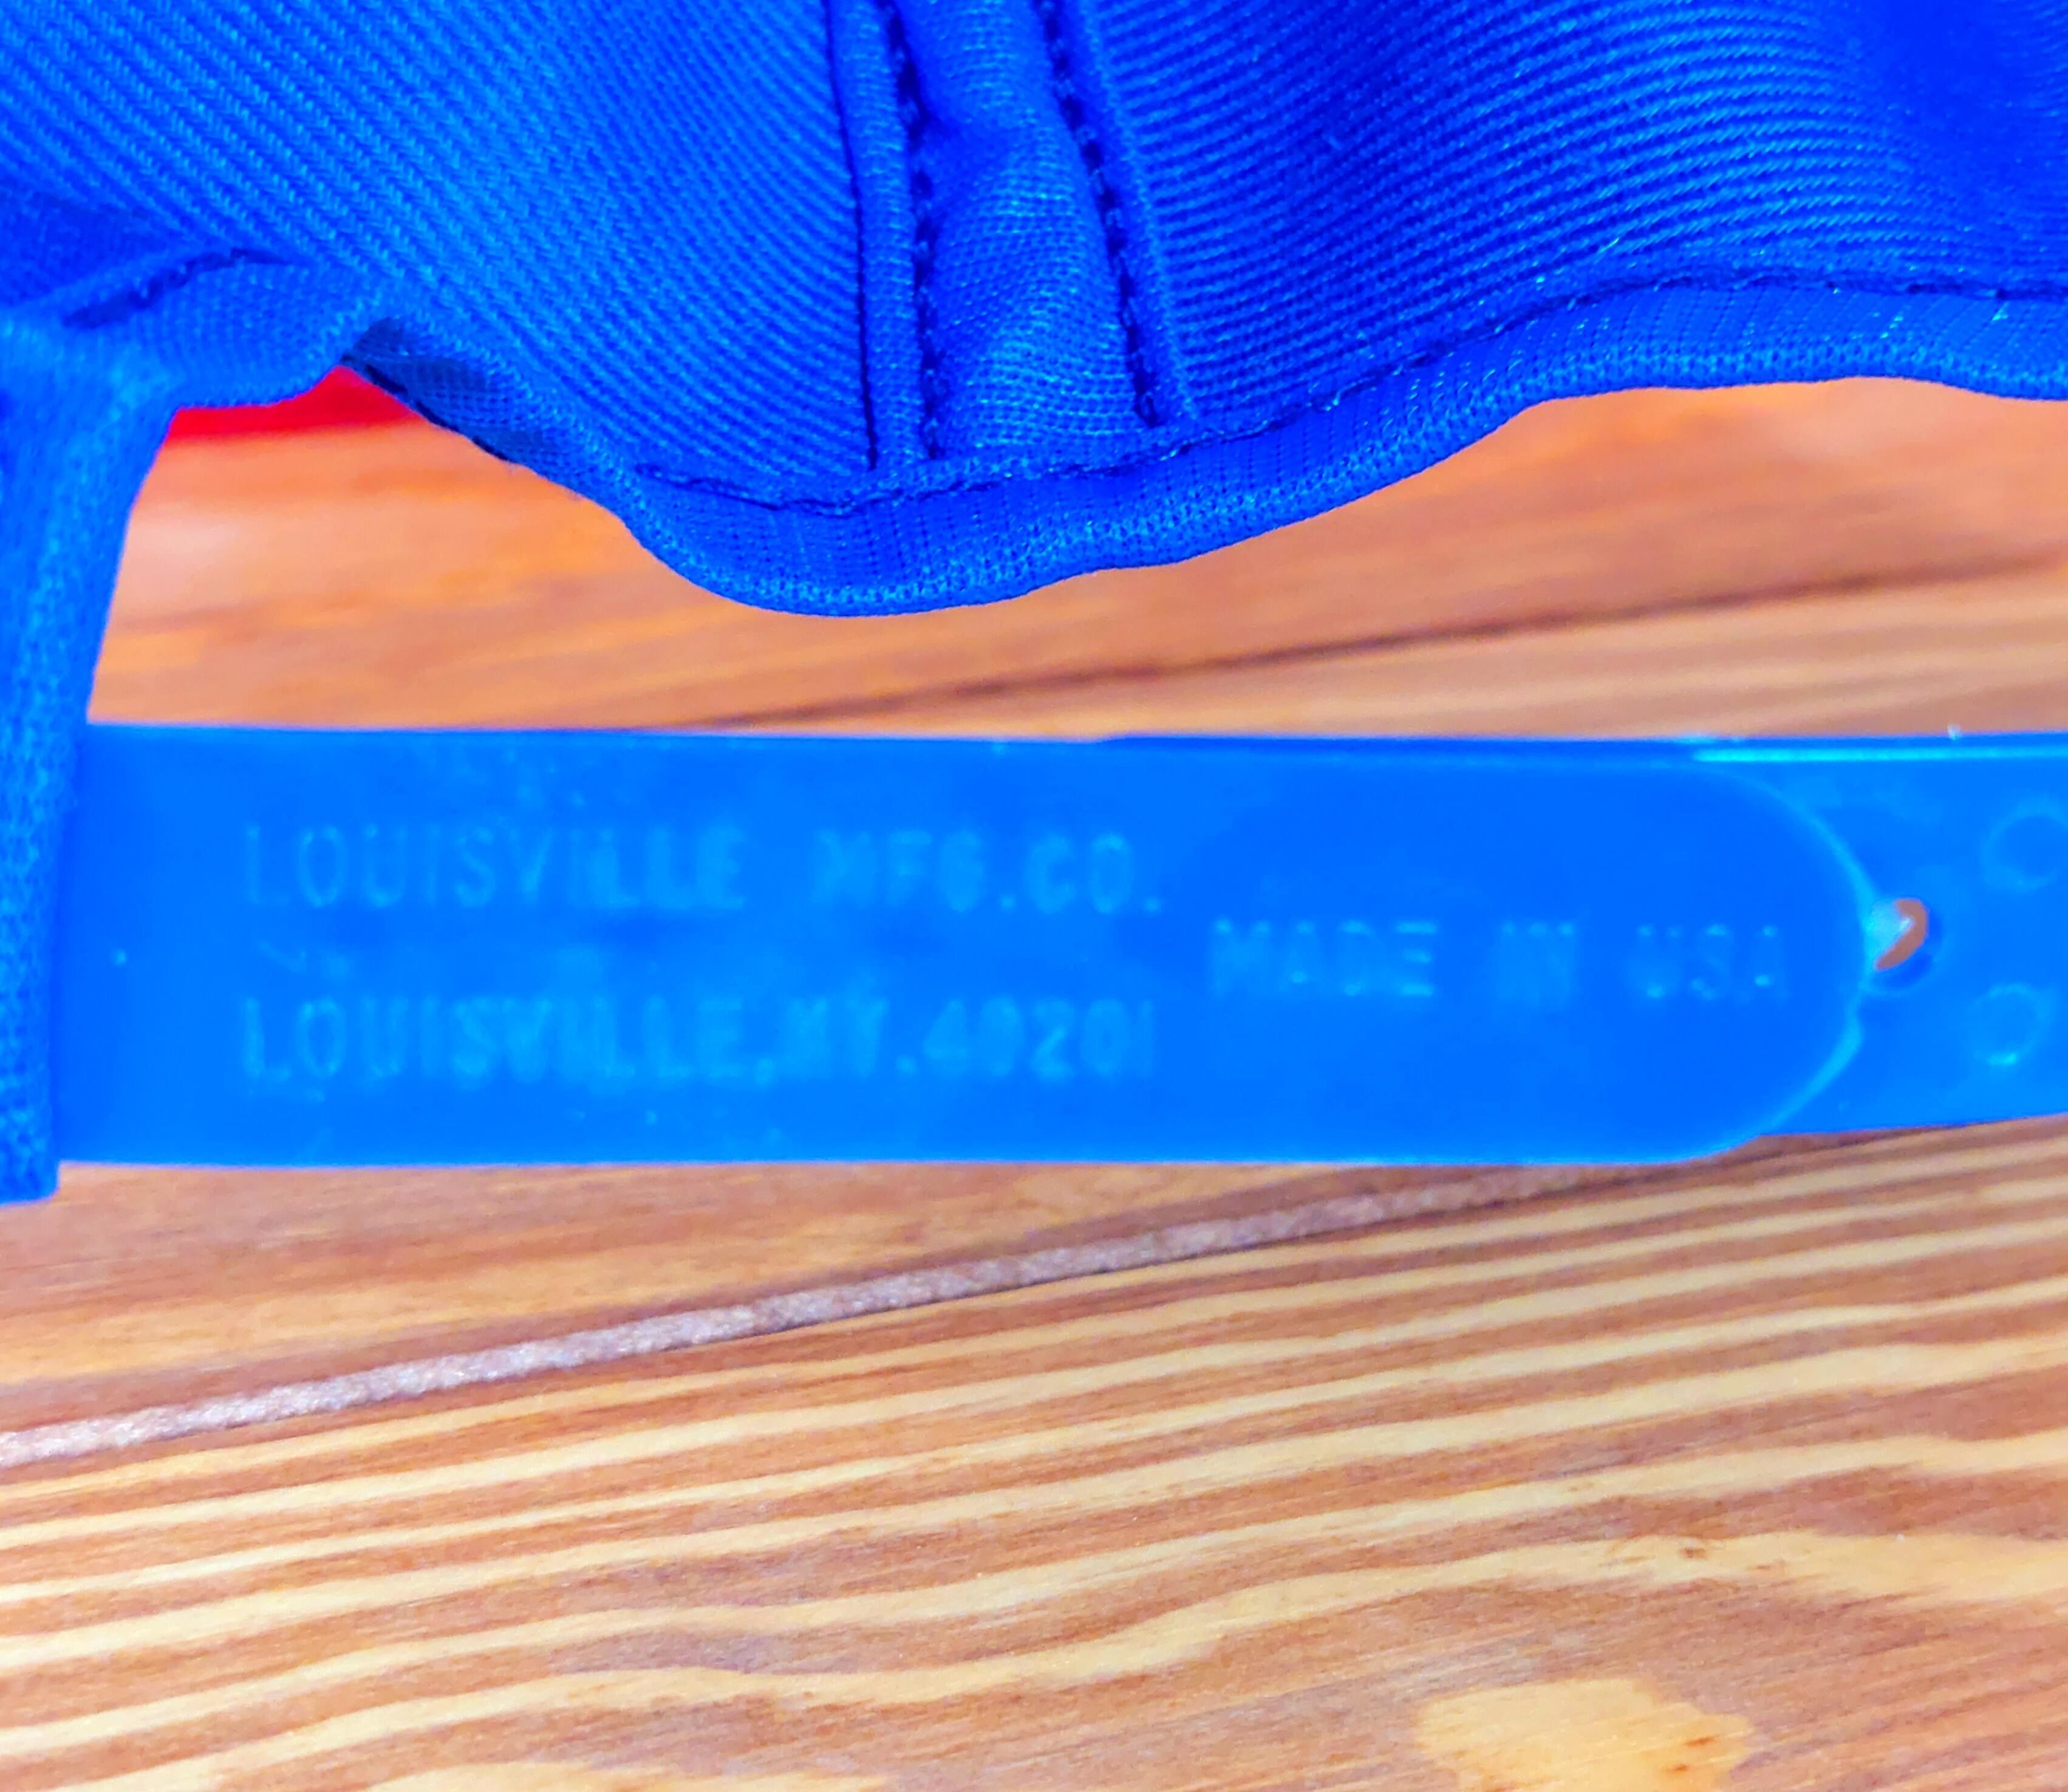 LOUISVILLE MFG.CO.
LOUISVILLE,KY.40201
MADE IN USA